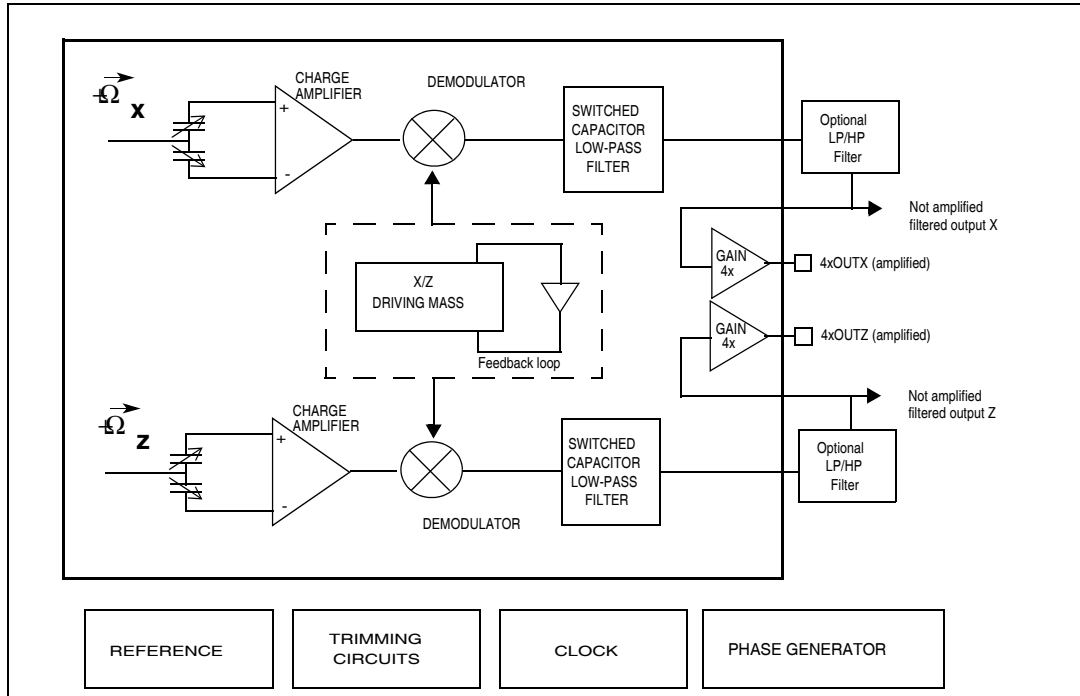 +Ω X
CHARGE
AMPLIFIER
+
-
DEMODULATOR
SWITCHED
CAPACITOR
LOW-PASS
FILTER
Optional
LP/HP
Filter
Not amplified
filtered output X
GAIN
4x
4xOUTX (amplified)
X/Z
DRIVING MASS
Feedback loop
GAIN
4x
4xOUTZ (amplified)
Not amplified
filtered output Z
+Ω Z
CHARGE
AMPLIFIER
+
-
DEMODULATOR
SWITCHED
CAPACITOR
LOW-PASS
FILTER
Optional
LP/HP
Filter
REFERENCE
TRIMMING
CIRCUITS
CLOCK
PHASE GENERATOR